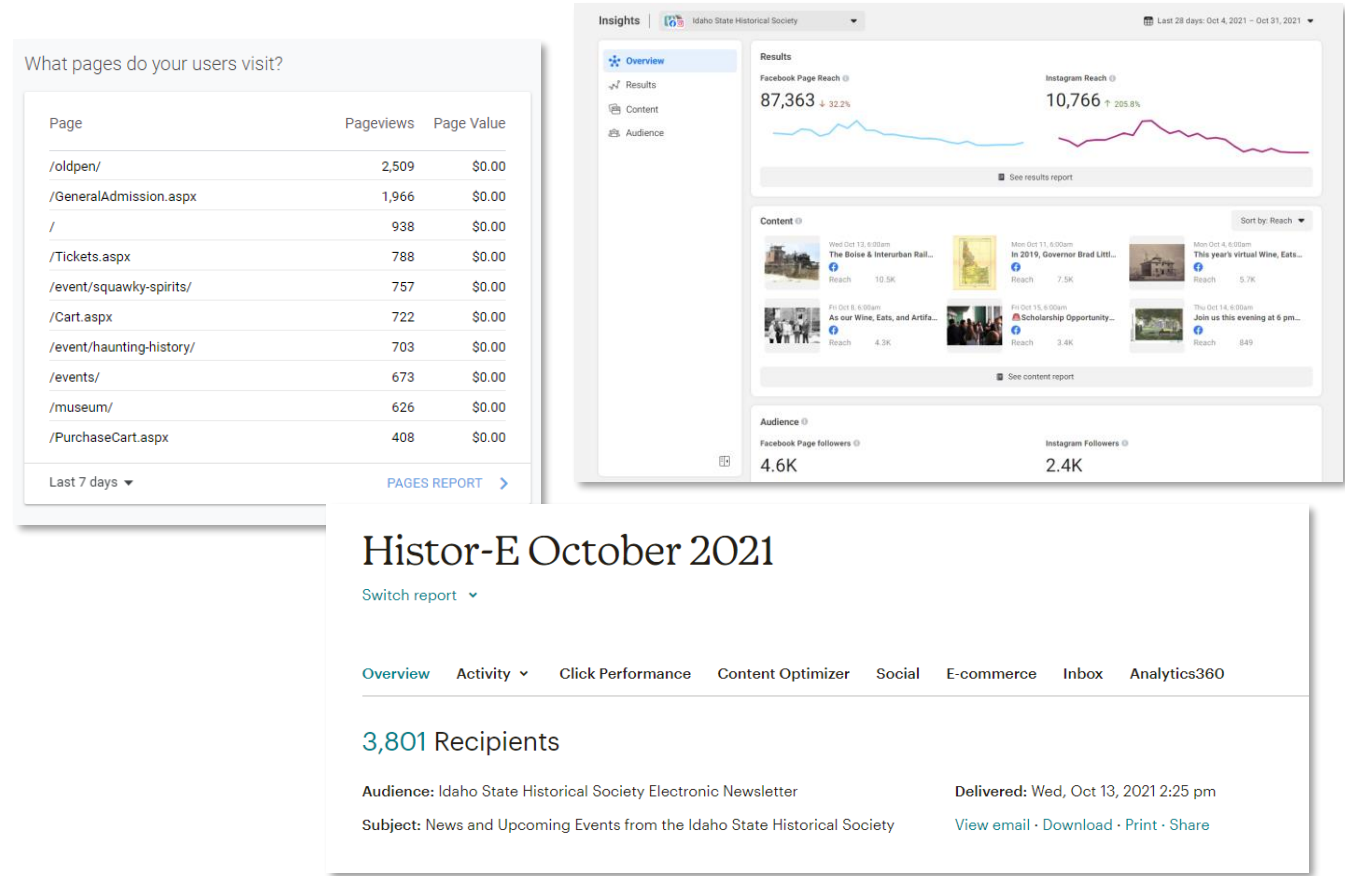 What pages do your users visit?
Page Pageviews Page Value
/oldpen/ 2,509 $0.00
/GeneralAdmission.aspx 1,966 $0.00
/ 938 $0.00
/Tickets.aspx 788 $0.00
/event/squawky-spirits/ 757 $0.00
/Cart.aspx 722 $0.00
/event/haunting-history/ 703 $0.00
/events/ 673 $0.00
/museum/ 626 $0.00
/PurchaseCart.aspx 408 $0.00
Last 7 days PAGES REPORT
Insights Idaho State Historical Society Last 28 days: Oct 4, 2021 – Oct 31, 2021
Overview
Results
Content
Audience
Results
Facebook Page Reach Instagram Reach
87,363 ↓ 32.2% 10,766 ↑ 205.8%
See results report
Content Sort by: Reach
Wed Oct 13, 6:00am
The Boise & Interurban Rail...
Reach 10.5K
Mon Oct 11, 6:00am
In 2019, Governor Brad Littl...
Reach 7.5K
Mon Oct 4, 6:00am
This year's virtual Wine, Eats...
Reach 5.7K
Fri Oct 8, 6:00am
As our Wine, Eats, and Artifa...
Reach 4.3K
Fri Oct 15, 6:00am
🚨Scholarship Opportunity...
Reach 3.4K
Thu Oct 14, 6:00am
Join us this evening at 6 pm...
Reach 849
See content report
Audience
Facebook Page followers Instagram Followers
4.6K 2.4K
Histor-E October 2021
Switch report
Overview Activity Click Performance Content Optimizer Social E-commerce Inbox Analytics360
3,801 Recipients
Audience: Idaho State Historical Society Electronic Newsletter Delivered: Wed, Oct 13, 2021 2:25 pm
Subject: News and Upcoming Events from the Idaho State Historical Society View email · Download · Print · Share